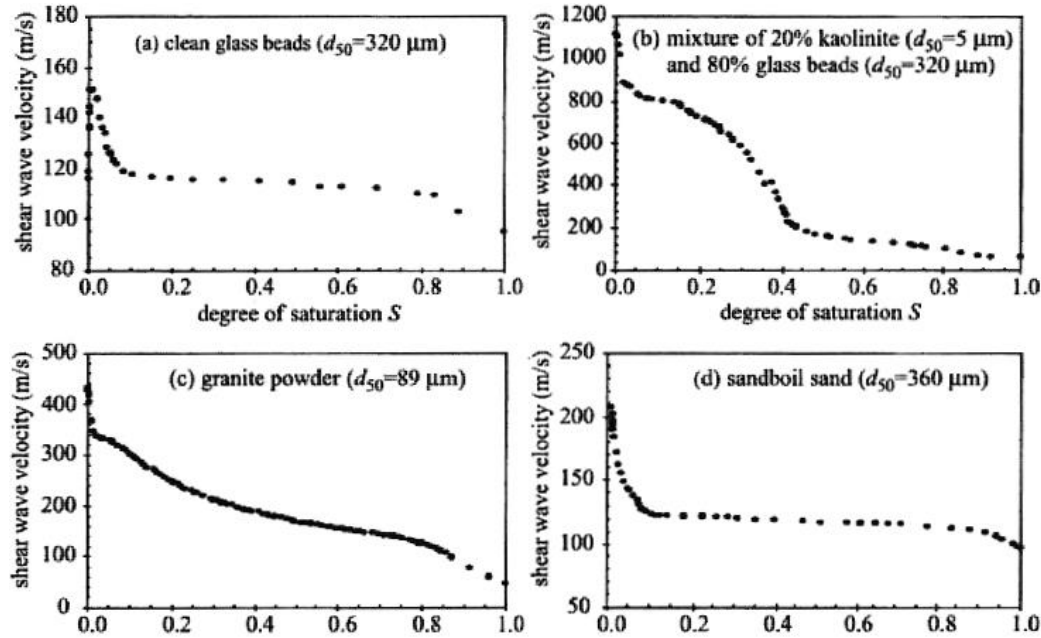 180
160
140
120
100
80
shear wave velocity (m/s)
(a) clean glass beads (d50=320 μm)
0.0 0.2 0.4 0.6 0.8 1.0
degree of saturation S
1200
1000
800
600
400
200
0
shear wave velocity (m/s)
(b) mixture of 20% kaolinite (d50=5 μm)
and 80% glass beads (d50=320 μm)
0.0 0.2 0.4 0.6 0.8 1.0
degree of saturation S
500
400
300
200
100
0
shear wave velocity (m/s)
(c) granite powder (d50=89 μm)
0.0 0.2 0.4 0.6 0.8 1.0
250
200
150
100
50
shear wave velocity (m/s)
(d) sandboil sand (d50=360 μm)
0.0 0.2 0.4 0.6 0.8 1.0